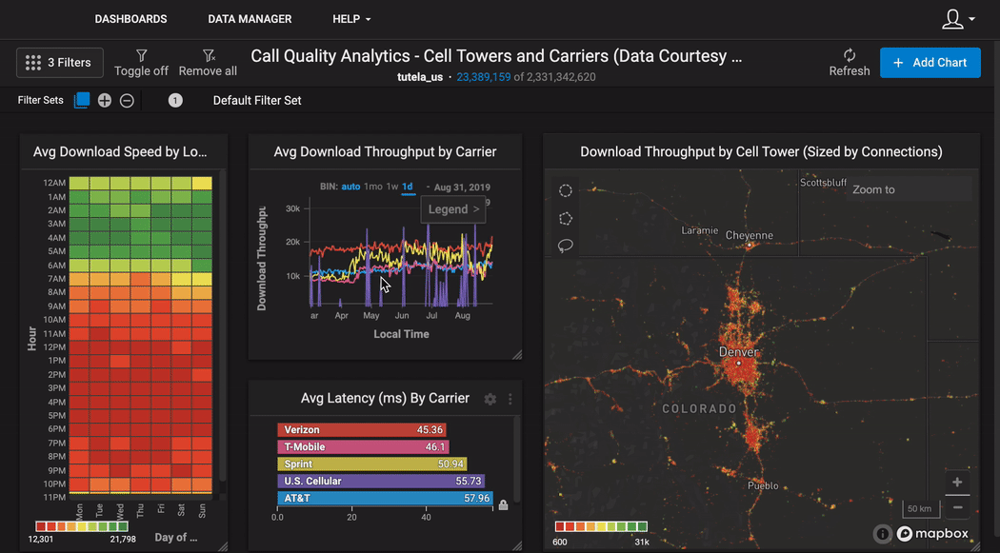 DASHBOARDS DATA MANAGER HELP
3 Filters
Toggle off
Remove all
Call Quality Analytics - Cell Towers and Carriers (Data Courtesy ...
tutela_us · 23,389,159 of 2,331,342,620
Refresh
+ Add Chart
Filter Sets
1
Default Filter Set
Avg Download Speed by Lo...
Hour
12AM
1AM
2AM
3AM
4AM
5AM
6AM
7AM
8AM
9AM
10AM
11AM
12PM
1PM
2PM
3PM
4PM
5PM
6PM
7PM
8PM
9PM
10PM
11PM
Mon Tue Wed Thu Fri Sat Sun
12,301 21,798
Day of ...
Avg Download Throughput by Carrier
BIN: auto 1mo 1w 1d
- Aug 31, 2019
Legend >
Download Throughput
30k
20k
10k
ar Apr May Jun Jul Aug
Local Time
Avg Latency (ms) By Carrier
Verizon 45.36
T-Mobile 46.1
Sprint 50.94
U.S. Cellular 55.73
AT&T 57.96
0.0 20 40
Download Throughput by Cell Tower (Sized by Connections)
Scottsbluff
Zoom to
Laramie
Cheyenne
Denver
COLORADO
Pueblo
+
50 km
−
600 31k
i
mapbox